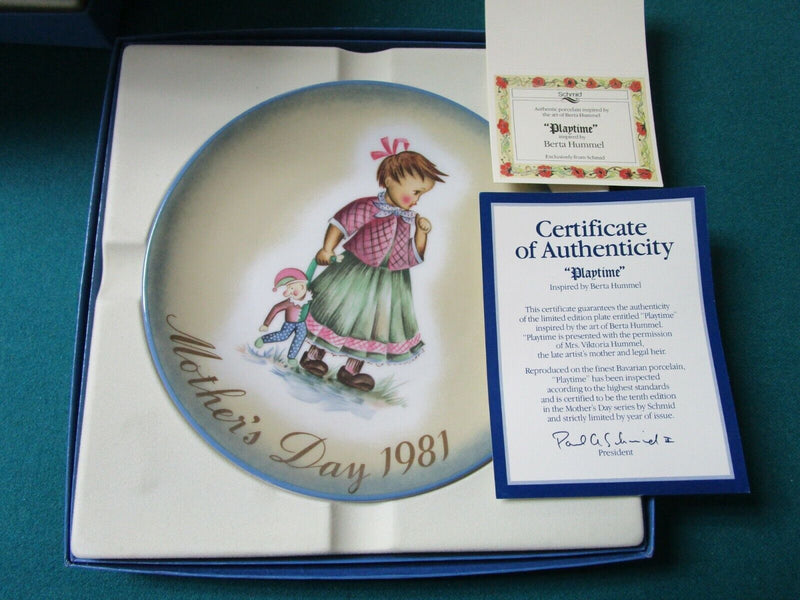 Schmid
Authentic porcelain inspired by
the art of Berta Hummel
"Playtime"
inspired by
Berta Hummel
Exclusively from Schmid
Certificate
of Authenticity
"Playtime"
Inspired by Berta Hummel
This certificate guarantees the authenticity
of the limited edition plate entitled "Playtime"
inspired by the art of Berta Hummel.
"Playtime is presented with the permission
of Mrs. Viktoria Hummel,
the late artist's mother and legal heir.
Reproduced on the finest Bavarian porcelain,
"Playtime" has been inspected
according to the highest standards
and is certified to be the tenth edition
in the Mother's Day series by Schmid
and strictly limited by year of issue.
Paul A Schmid II
President
Mother's Day 1981